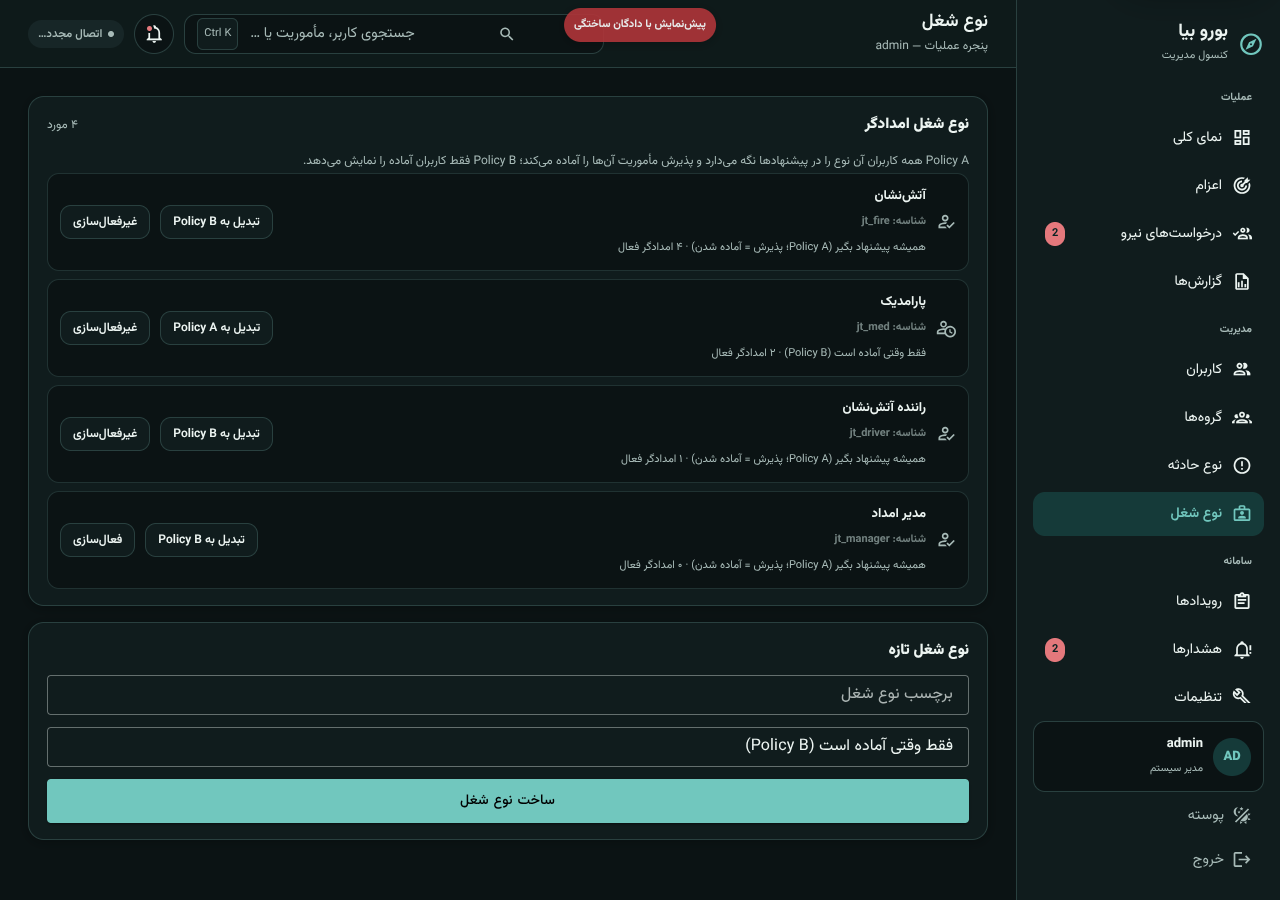 بورو بیا
کنسول مدیریت
عملیات
نمای کلی
اعزام
درخواست‌های نیرو
2
گزارش‌ها
مدیریت
کاربران
گروه‌ها
نوع حادثه
نوع شغل
سامانه
رویدادها
هشدارها
2
تنظیمات
AD
admin
مدیر سیستم
پوسته
خروج
نوع شغل
پنجره عملیات — admin
پیش‌نمایش با دادگان ساختگی
جستجوی کاربر، مأموریت یا ...
Ctrl K
اتصال مجدد...
نوع شغل امدادگر
۴ مورد
Policy A همه کاربران آن نوع را در پیشنهادها نگه می‌دارد و پذیرش مأموریت آن‌ها را آماده می‌کند؛ Policy B فقط کاربران آماده را نمایش می‌دهد.
آتش‌نشان
شناسه: jt_fire
همیشه پیشنهاد بگیر (Policy A؛ پذیرش = آماده شدن) · ۴ امدادگر فعال
تبدیل به Policy B
غیرفعال‌سازی
پارامدیک
شناسه: jt_med
فقط وقتی آماده است (Policy B) · ۲ امدادگر فعال
تبدیل به Policy A
غیرفعال‌سازی
راننده آتش‌نشان
شناسه: jt_driver
همیشه پیشنهاد بگیر (Policy A؛ پذیرش = آماده شدن) · ۱ امدادگر فعال
تبدیل به Policy B
غیرفعال‌سازی
مدیر امداد
شناسه: jt_manager
همیشه پیشنهاد بگیر (Policy A؛ پذیرش = آماده شدن) · ۰ امدادگر فعال
تبدیل به Policy B
فعال‌سازی
نوع شغل تازه
برچسب نوع شغل
فقط وقتی آماده است (Policy B)
ساخت نوع شغل